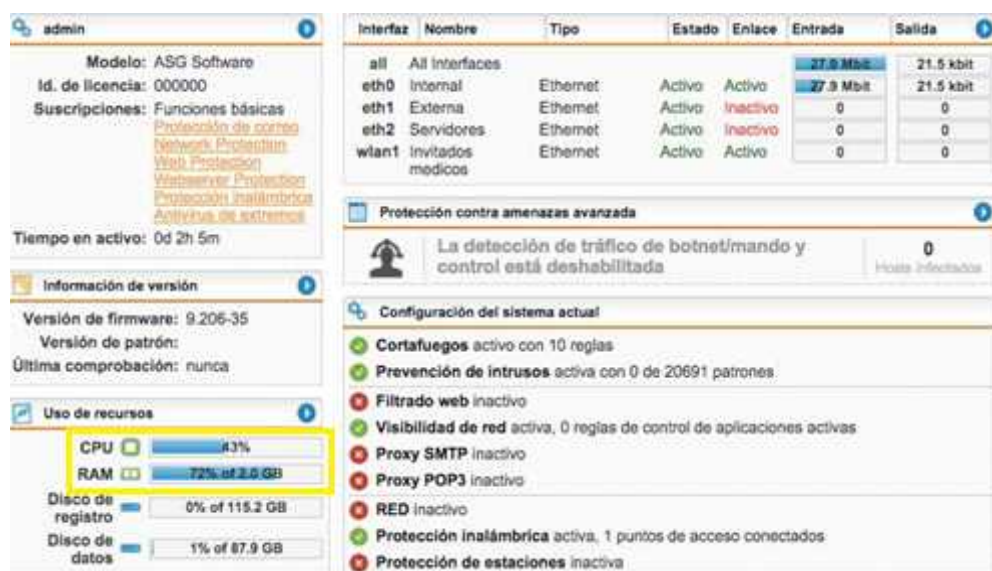 admin
Modelo: ASG Software
Id. de licencia: 000000
Suscripciones: Funciones básicas
Protección de correo
Network Protection
Web Protection
Webserver Protection
Protección inalámbrica
Antivirus de extremos
Tiempo en activo: 0d 2h 5m
Información de versión
Versión de firmware: 9.206-35
Versión de patrón:
Última comprobación: nunca
Uso de recursos
CPU 43%
RAM 72% of 2.0 GB
Disco de registro 0% of 115.2 GB
Disco de datos 1% of 87.9 GB
Interfaz Nombre Tipo Estado Enlace Entrada Salida
all All Interfaces 27.9 Mbit 21.5 kbit
eth0 Internal Ethernet Activo Activo 27.9 Mbit 21.5 kbit
eth1 Externa Ethernet Activo Inactivo 0 0
eth2 Servidores Ethernet Activo Inactivo 0 0
wlan1 Invitados medicos Ethernet Activo Activo 0 0
Protección contra amenazas avanzada
La detección de tráfico de botnet/mando y
control está deshabilitada
0
Hosts infectados
Configuración del sistema actual
Cortafuegos activo con 10 reglas
Prevención de intrusos activa con 0 de 20691 patrones
Filtrado web inactivo
Visibilidad de red activa, 0 reglas de control de aplicaciones activas
Proxy SMTP inactivo
Proxy POP3 inactivo
RED inactivo
Protección inalámbrica activa, 1 puntos de acceso conectados
Protección de estaciones inactiva